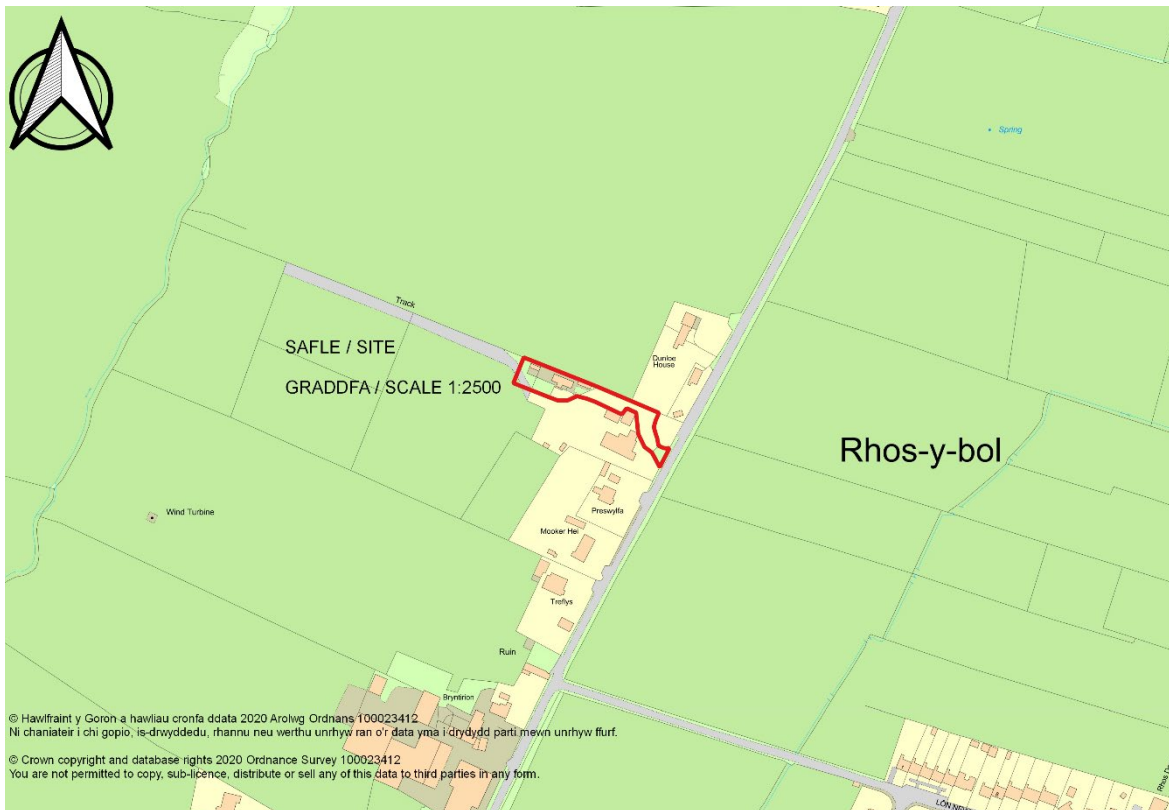 Spring
Track
SAFLE / SITE
GRADDFA / SCALE 1:2500
Dunloe
House
Rhos-y-bol
Wind Turbine
Preswylfa
Mooker Hei
Treflys
Ruin
Bryntirion
© Hawlfraint y Goron a hawliau cronfa ddata 2020 Arolwg Ordnans 100023412
Ni chaniateir i chi gopio, is-drwyddedu, rhannu neu werthu unrhyw ran o'r data yma i drydydd parti mewn unrhyw ffurf.
© Crown copyright and database rights 2020 Ordnance Survey 100023412
You are not permitted to copy, sub-licence, distribute or sell any of this data to third parties in any form.
LÔN
Rhos